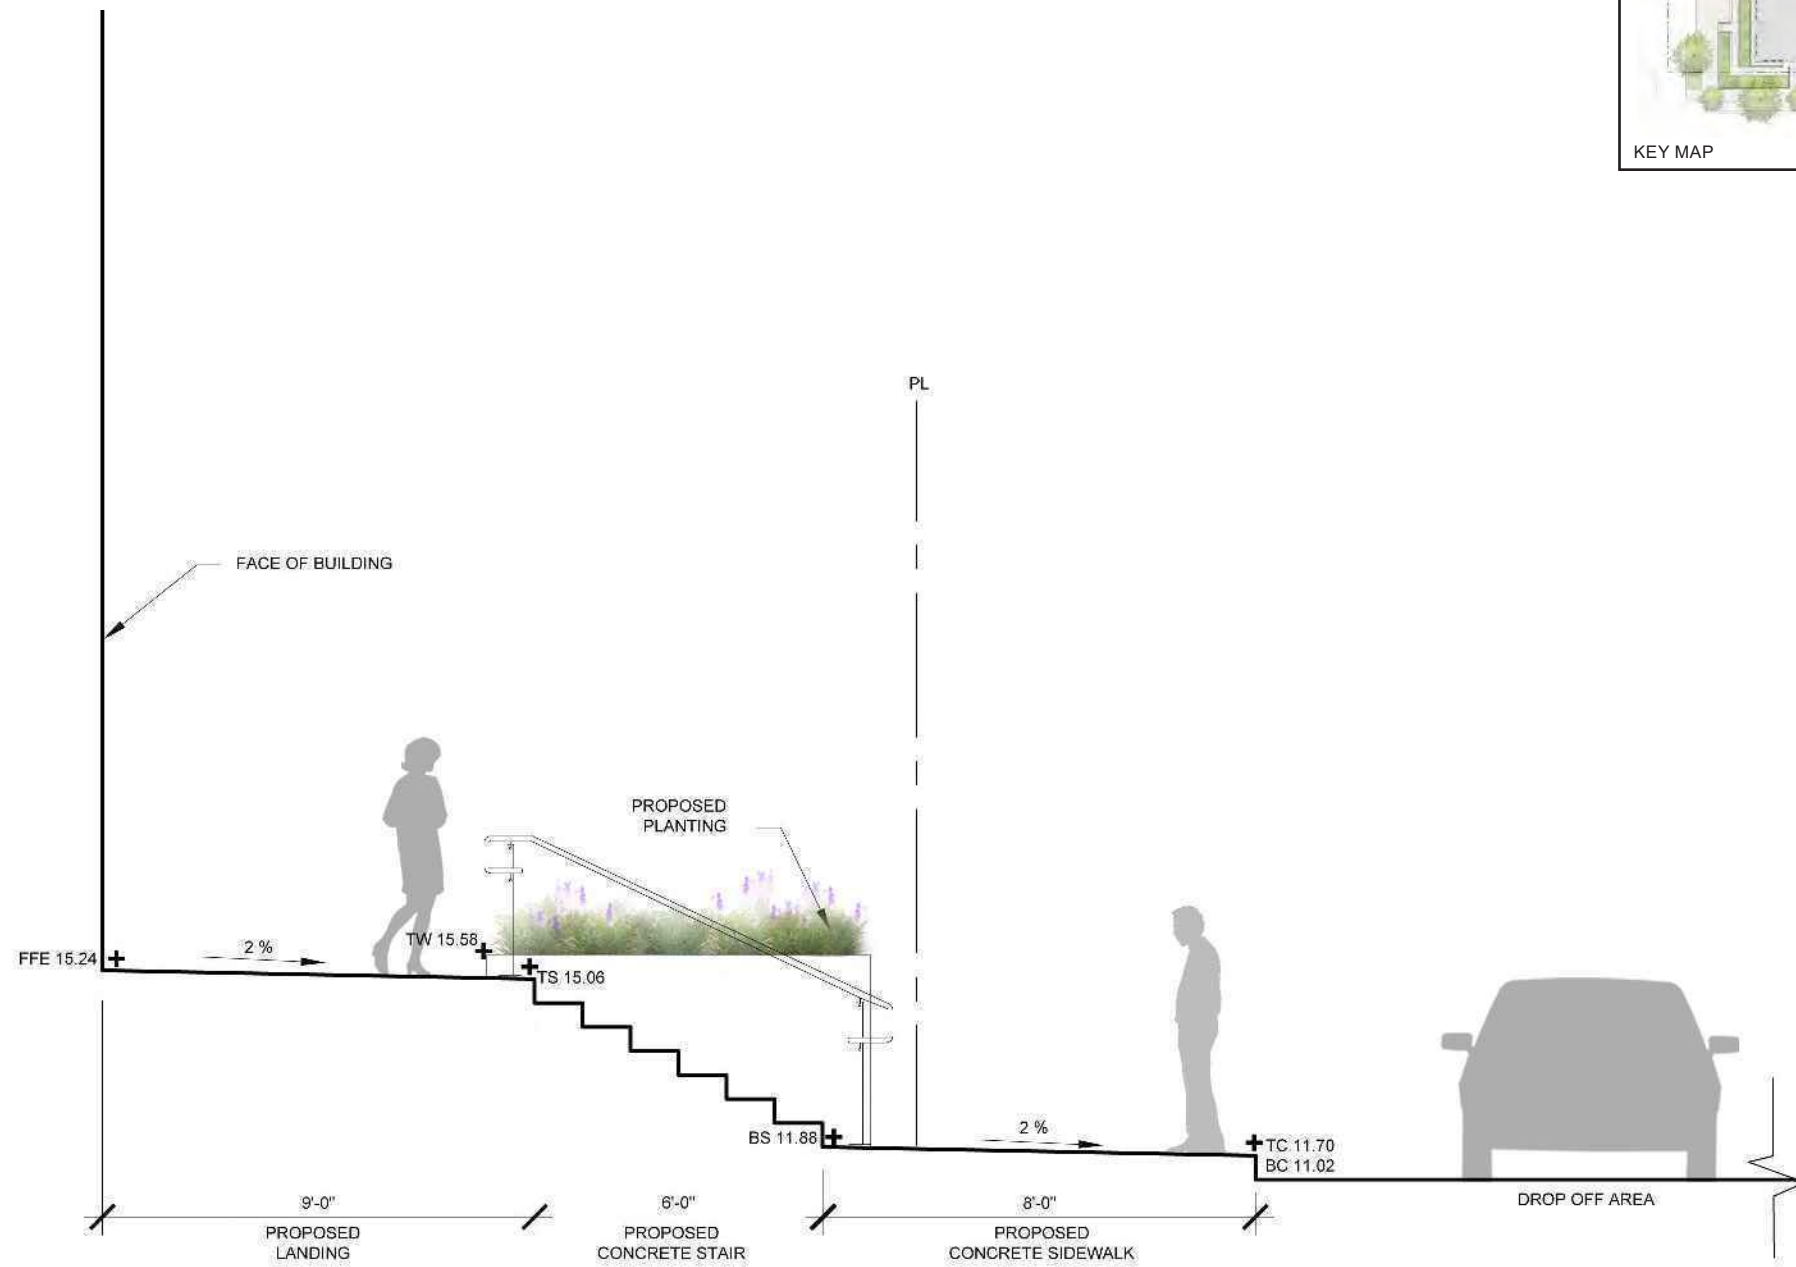 KEY MAP
PL
FACE OF BUILDING
PROPOSED
PLANTING
FFE 15.24
2 %
TW 15.58
TS 15.06
BS 11.88
2 %
TC 11.70
BC 11.02
DROP OFF AREA
9'-0"
PROPOSED
LANDING
6'-0"
PROPOSED
CONCRETE STAIR
8'-0"
PROPOSED
CONCRETE SIDEWALK